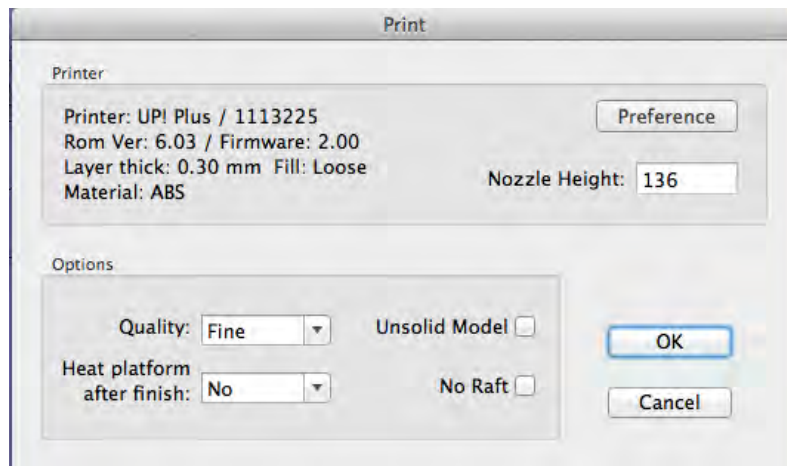 Print
Printer
Printer: UP! Plus / 1113225
Preference
Rom Ver: 6.03 / Firmware: 2.00
Layer thick: 0.30 mm  Fill: Loose
Nozzle Height: 136
Material: ABS
Options
Quality: Fine
Unsolid Model
OK
Heat platform
after finish: No
No Raft
Cancel